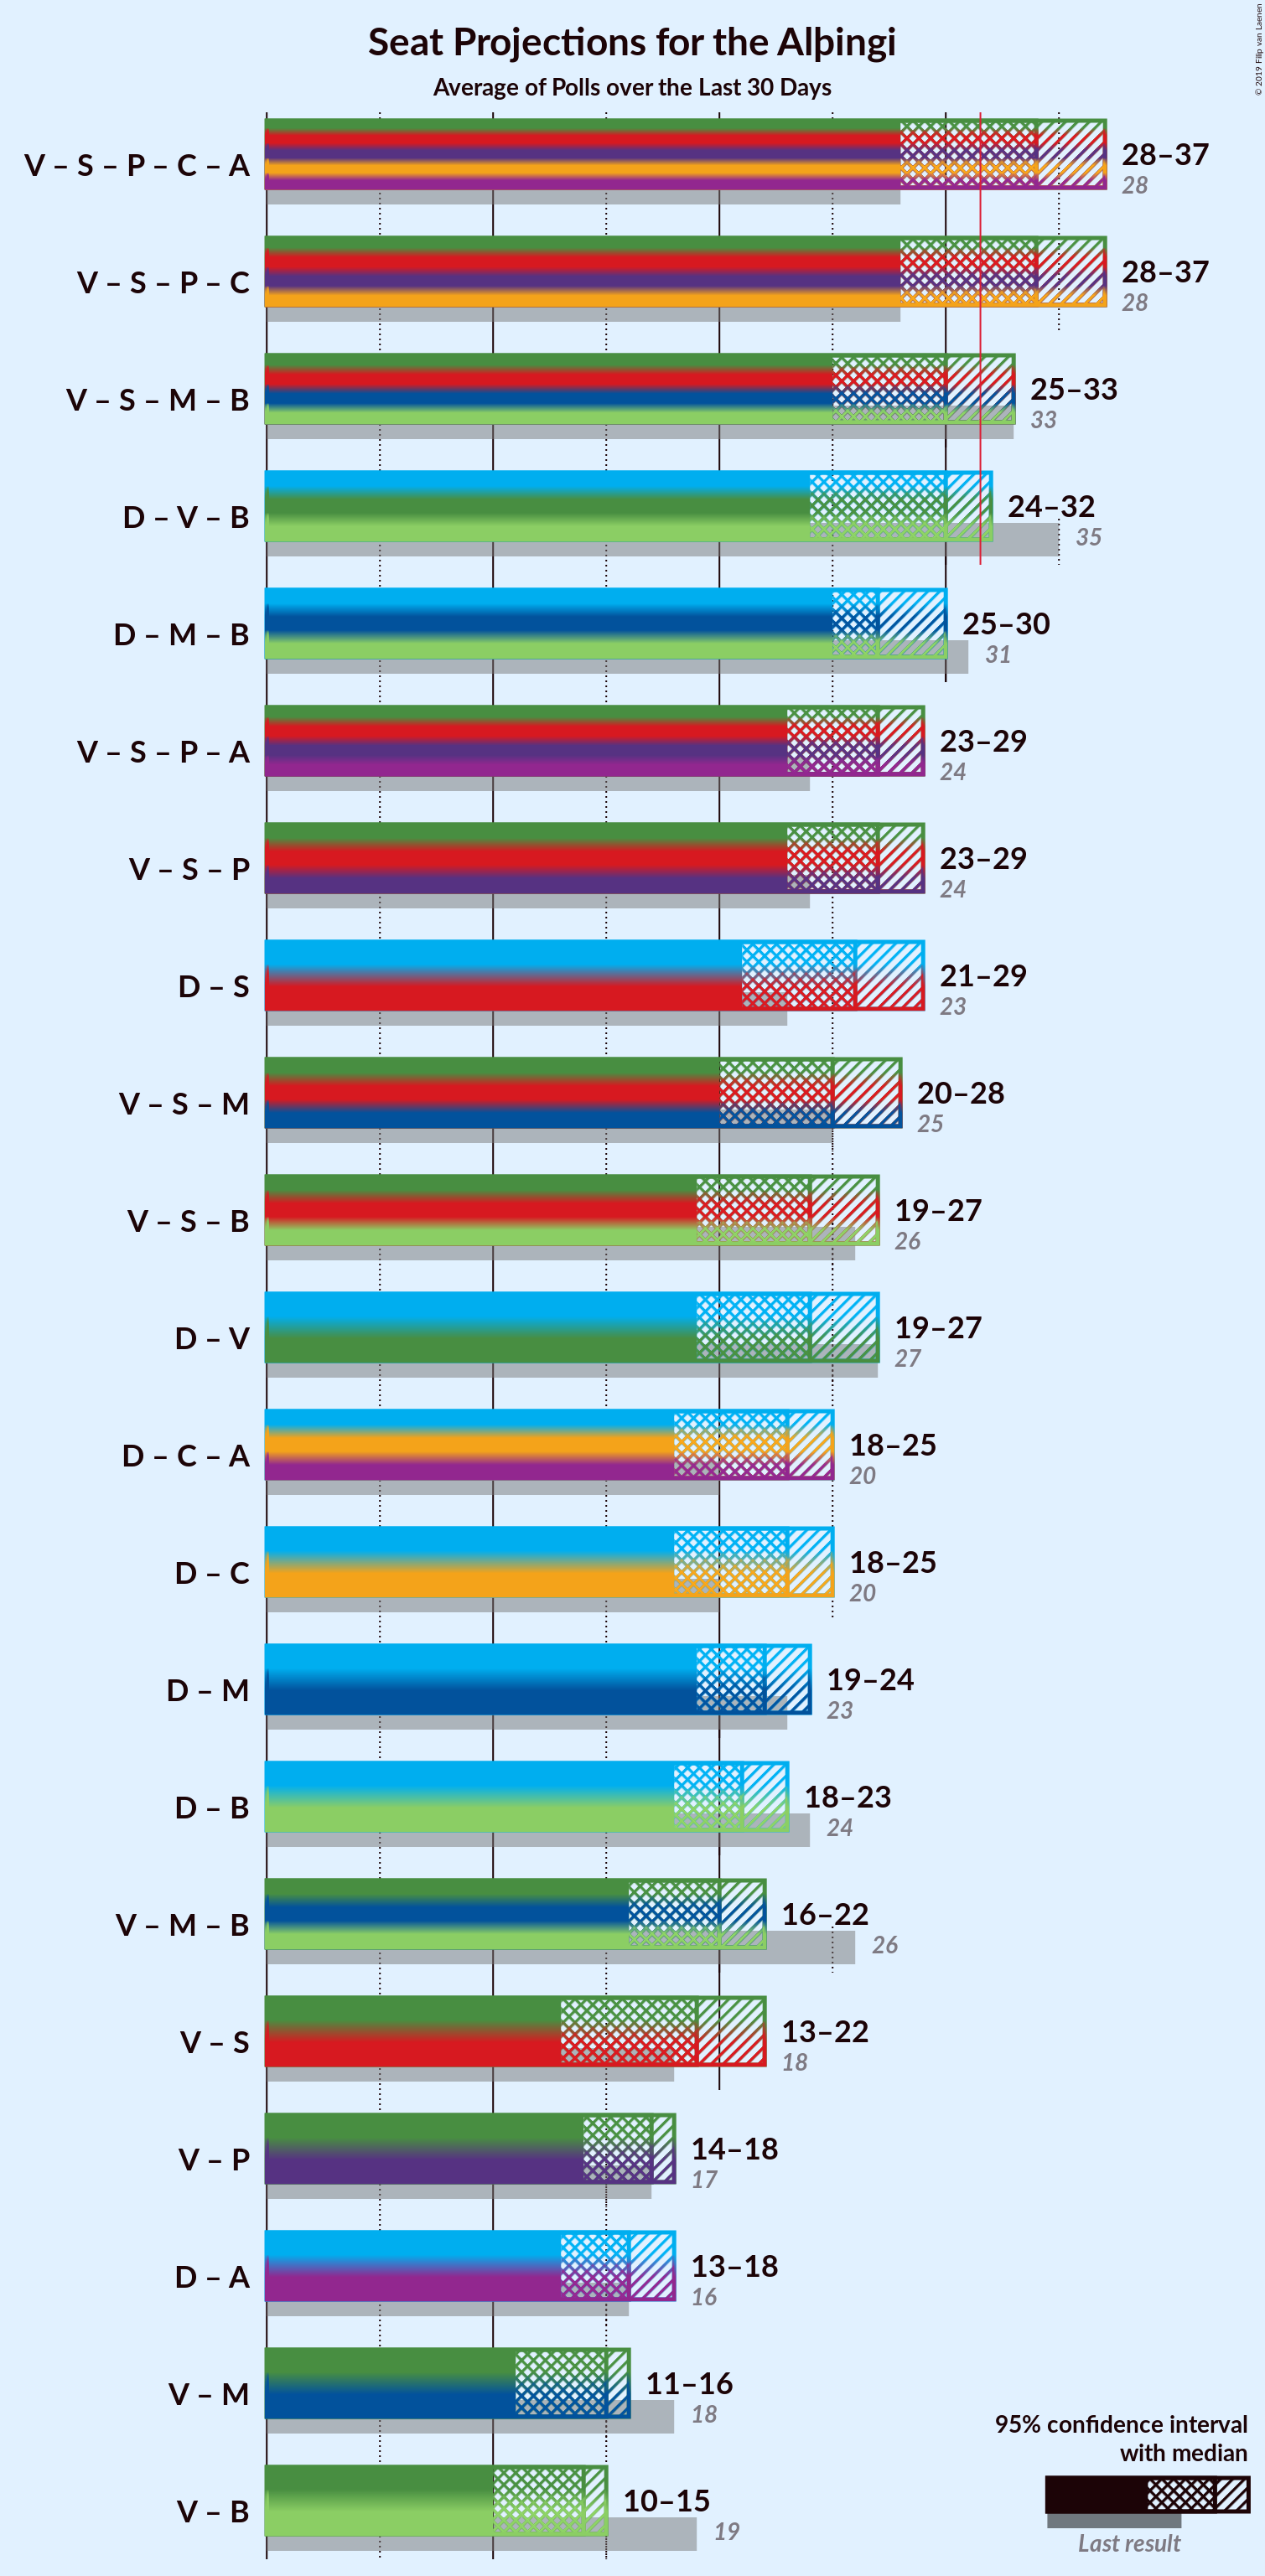 Seat Projections for the Alþingi
Average of Polls over the Last 30 Days
© 2019 Filip van Laenen
V – S – P – C – A
28–37
28
V – S – P – C
28–37
28
V – S – M – B
25–33
33
D – V – B
24–32
35
D – M – B
25–30
31
V – S – P – A
23–29
24
V – S – P
23–29
24
D – S
21–29
23
V – S – M
20–28
25
V – S – B
19–27
26
D – V
19–27
27
D – C – A
18–25
20
D – C
18–25
20
D – M
19–24
23
D – B
18–23
24
V – M – B
16–22
26
V – S
13–22
18
V – P
14–18
17
D – A
13–18
16
V – M
11–16
18
V – B
10–15
19
95% confidence interval
with median
Last result